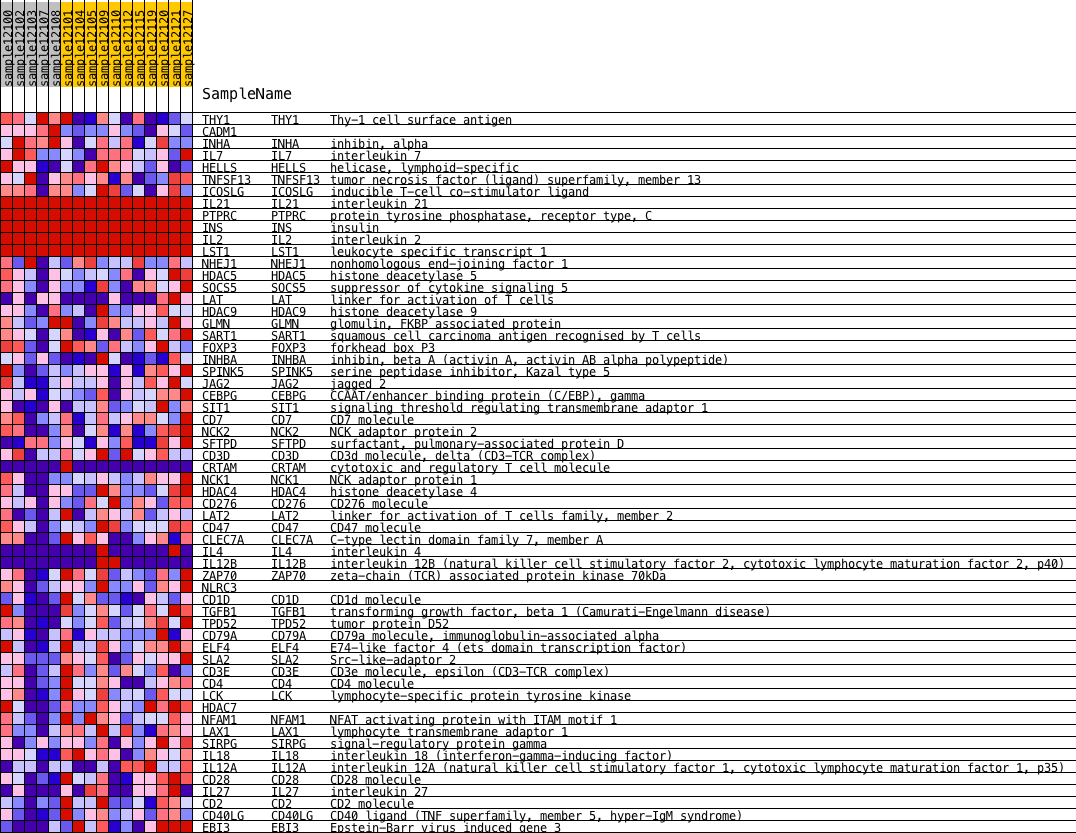 sample12100 sample12102 sample12103 sample12107 sample12108 sample12101 sample12104 sample12105 sample12109 sample12110 sample12112 sample12115 sample12119 sample12120 sample12121 sample12127
SampleName
THY1 THY1 Thy-1 cell surface antigen
CADM1
INHA INHA inhibin, alpha
IL7 IL7 interleukin 7
HELLS HELLS helicase, lymphoid-specific
TNFSF13 TNFSF13 tumor necrosis factor (ligand) superfamily, member 13
ICOSLG ICOSLG inducible T-cell co-stimulator ligand
IL21 IL21 interleukin 21
PTPRC PTPRC protein tyrosine phosphatase, receptor type, C
INS INS insulin
IL2 IL2 interleukin 2
LST1 LST1 leukocyte specific transcript 1
NHEJ1 NHEJ1 nonhomologous end-joining factor 1
HDAC5 HDAC5 histone deacetylase 5
SOCS5 SOCS5 suppressor of cytokine signaling 5
LAT LAT linker for activation of T cells
HDAC9 HDAC9 histone deacetylase 9
GLMN GLMN glomulin, FKBP associated protein
SART1 SART1 squamous cell carcinoma antigen recognised by T cells
FOXP3 FOXP3 forkhead box P3
INHBA INHBA inhibin, beta A (activin A, activin AB alpha polypeptide)
SPINK5 SPINK5 serine peptidase inhibitor, Kazal type 5
JAG2 JAG2 jagged 2
CEBPG CEBPG CCAAT/enhancer binding protein (C/EBP), gamma
SIT1 SIT1 signaling threshold regulating transmembrane adaptor 1
CD7 CD7 CD7 molecule
NCK2 NCK2 NCK adaptor protein 2
SFTPD SFTPD surfactant, pulmonary-associated protein D
CD3D CD3D CD3d molecule, delta (CD3-TCR complex)
CRTAM CRTAM cytotoxic and regulatory T cell molecule
NCK1 NCK1 NCK adaptor protein 1
HDAC4 HDAC4 histone deacetylase 4
CD276 CD276 CD276 molecule
LAT2 LAT2 linker for activation of T cells family, member 2
CD47 CD47 CD47 molecule
CLEC7A CLEC7A C-type lectin domain family 7, member A
IL4 IL4 interleukin 4
IL12B IL12B interleukin 12B (natural killer cell stimulatory factor 2, cytotoxic lymphocyte maturation factor 2, p40)
ZAP70 ZAP70 zeta-chain (TCR) associated protein kinase 70kDa
NLRC3
CD1D CD1D CD1d molecule
TGFB1 TGFB1 transforming growth factor, beta 1 (Camurati-Engelmann disease)
TPD52 TPD52 tumor protein D52
CD79A CD79A CD79a molecule, immunoglobulin-associated alpha
ELF4 ELF4 E74-like factor 4 (ets domain transcription factor)
SLA2 SLA2 Src-like-adaptor 2
CD3E CD3E CD3e molecule, epsilon (CD3-TCR complex)
CD4 CD4 CD4 molecule
LCK LCK lymphocyte-specific protein tyrosine kinase
HDAC7
NFAM1 NFAM1 NFAT activating protein with ITAM motif 1
LAX1 LAX1 lymphocyte transmembrane adaptor 1
SIRPG SIRPG signal-regulatory protein gamma
IL18 IL18 interleukin 18 (interferon-gamma-inducing factor)
IL12A IL12A interleukin 12A (natural killer cell stimulatory factor 1, cytotoxic lymphocyte maturation factor 1, p35)
CD28 CD28 CD28 molecule
IL27 IL27 interleukin 27
CD2 CD2 CD2 molecule
CD40LG CD40LG CD40 ligand (TNF superfamily, member 5, hyper-IgM syndrome)
EBI3 EBI3 Epstein-Barr virus induced gene 3